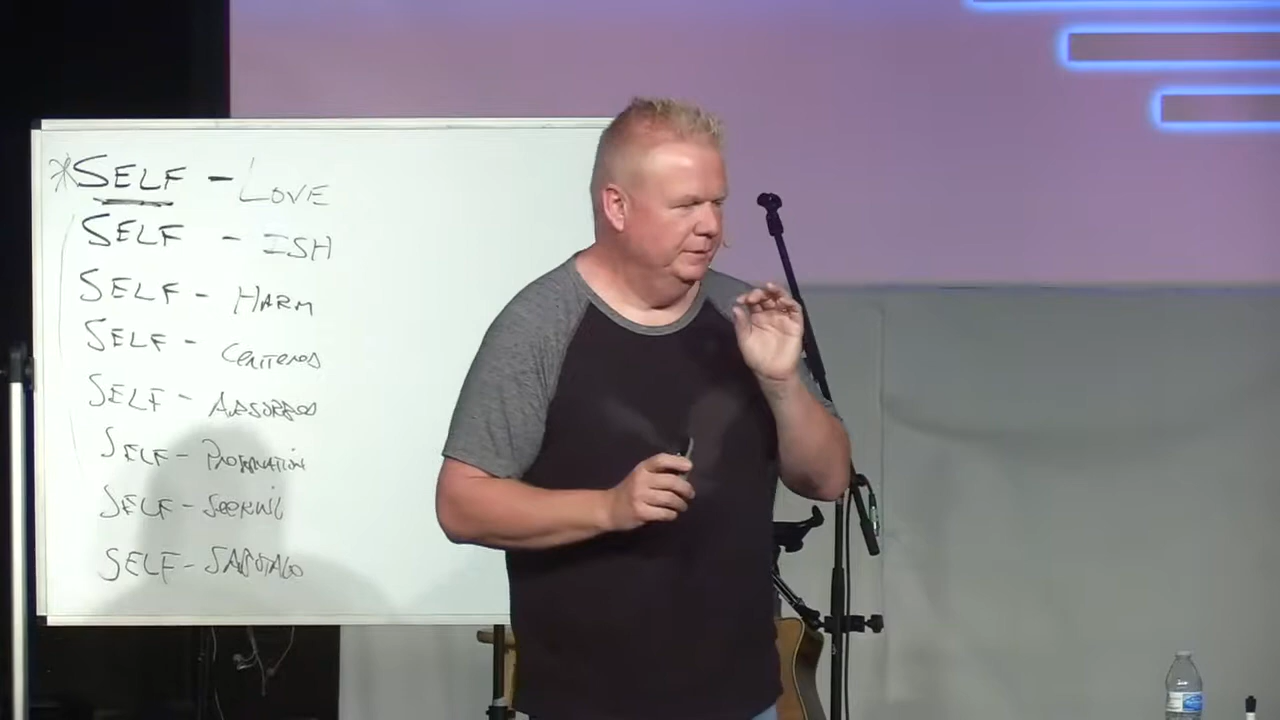 *SELF - LOVE
SELF - ISH
SELF - HARM
SELF - CENTERED
SELF - ABSORBED
SELF - PROMOTION
SELF - SEEKING
SELF - SABOTAGE